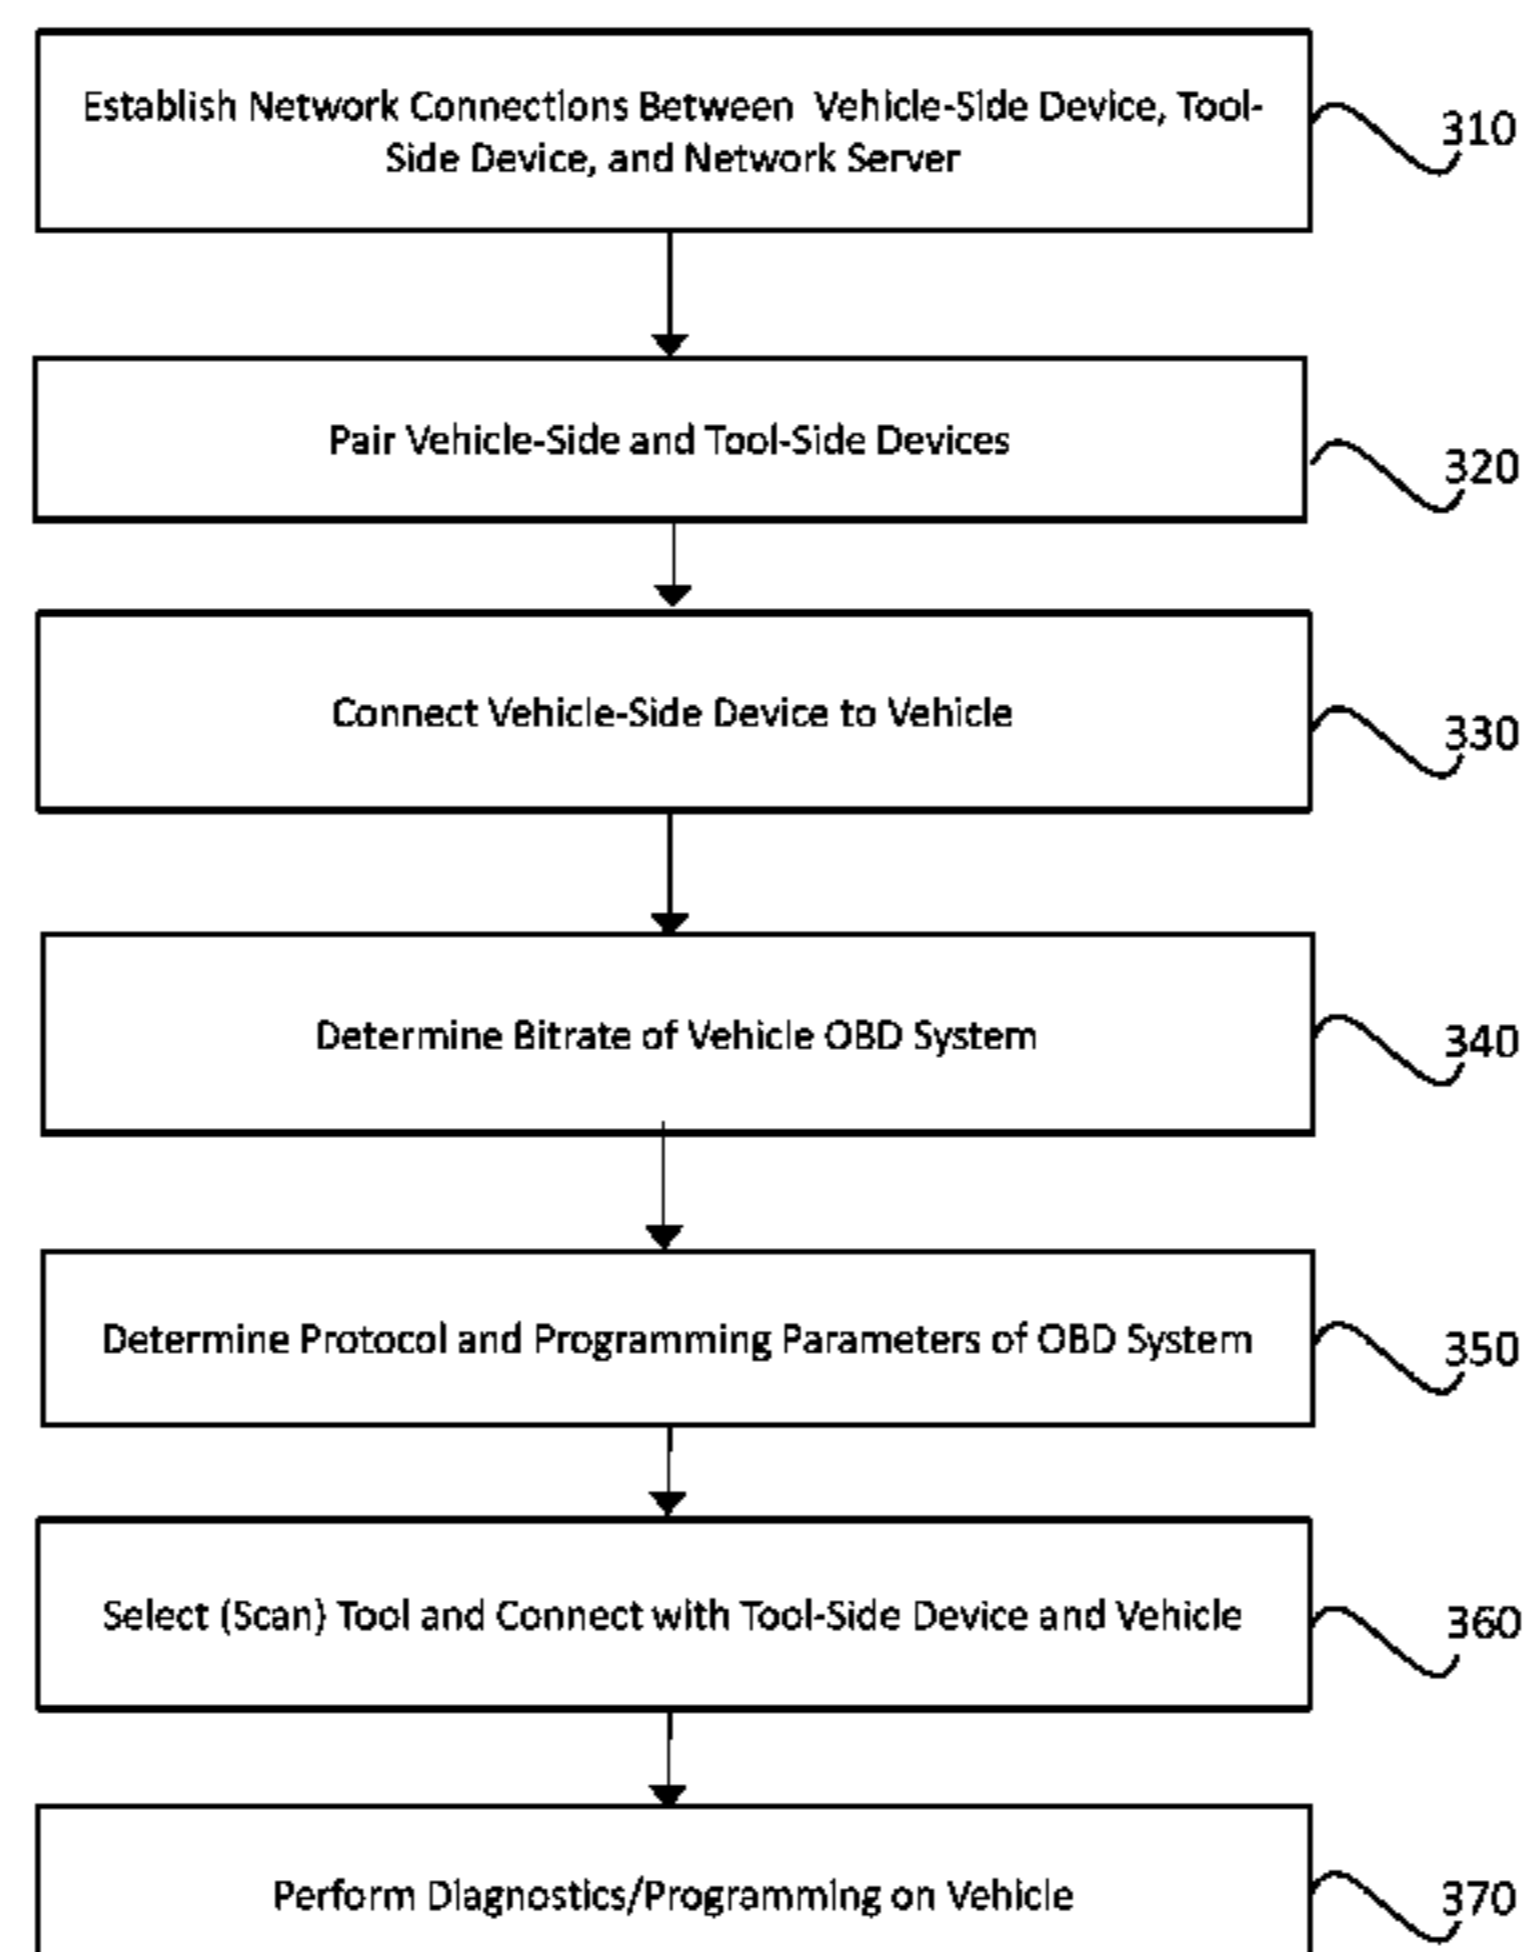 Establish Network Connections Between Vehicle-Side Device, Tool-
Side Device, and Network Server
310
Pair Vehicle-Side and Tool-Side Devices
320
Connect Vehicle-Side Device to Vehicle
330
Determine Bitrate of Vehicle OBD System
340
Determine Protocol and Programming Parameters of OBD System
350
Select (Scan) Tool and Connect with Tool-Side Device and Vehicle
360
Perform Diagnostics/Programming on Vehicle
370